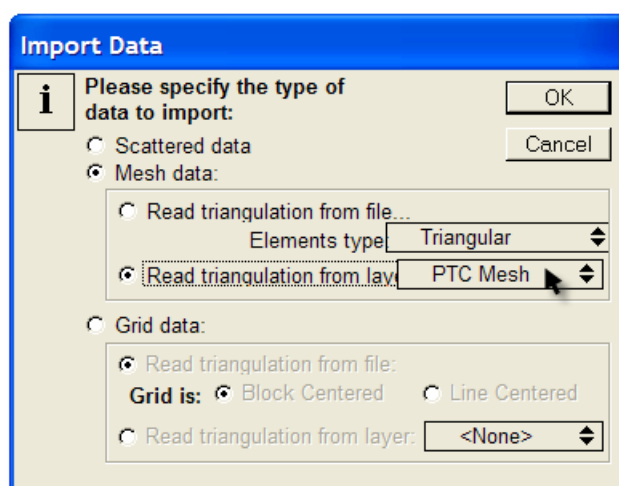 Import Data
i
Please specify the type of
data to import:
OK
Cancel
Scattered data
Mesh data:
Read triangulation from file...
Elements type: Triangular
Read triangulation from laye PTC Mesh
Grid data:
Read triangulation from file:
Grid is: Block Centered Line Centered
Read triangulation from layer: <None>